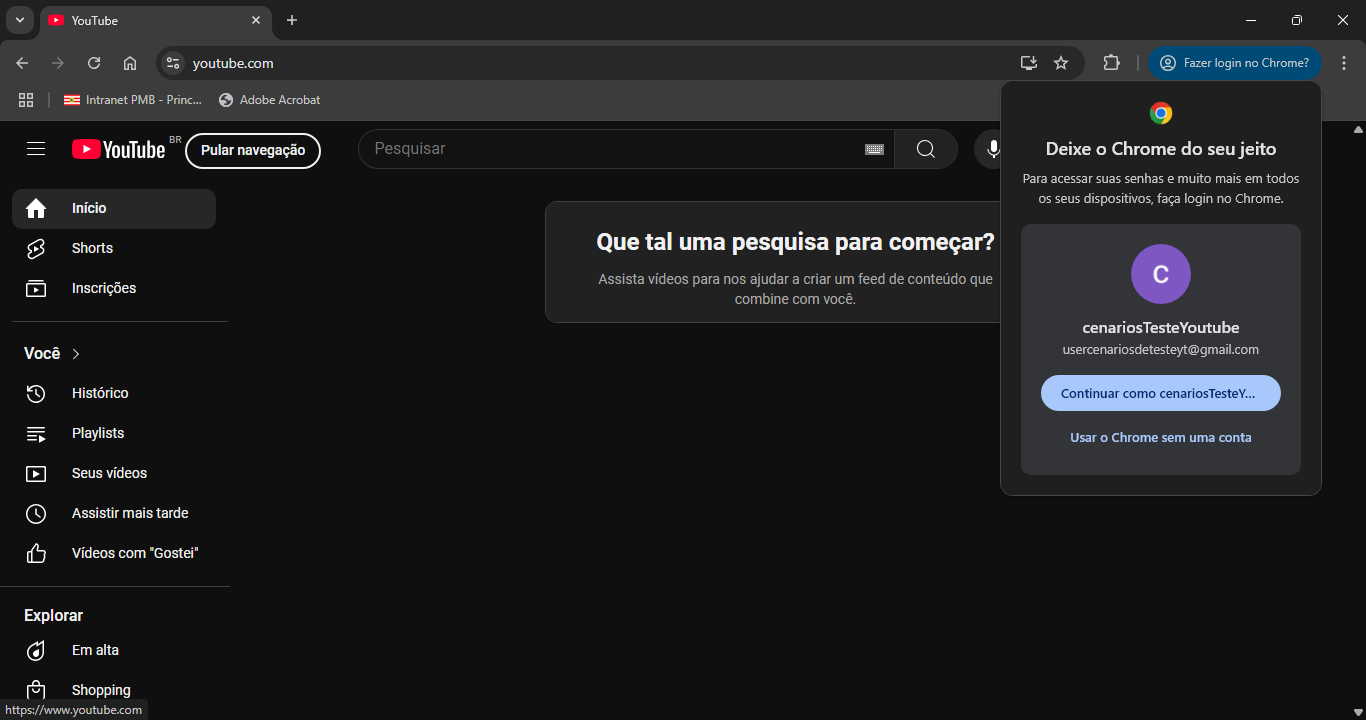 YouTube
youtube.com
Fazer login no Chrome?
Intranet PMB - Princ...
Adobe Acrobat
YouTube BR
Pular navegação
Pesquisar
Início
Shorts
Inscrições
Você
Histórico
Playlists
Seus vídeos
Assistir mais tarde
Vídeos com "Gostei"
Explorar
Em alta
Shopping
https://www.youtube.com
Que tal uma pesquisa para começar?
Assista vídeos para nos ajudar a criar um feed de conteúdo que
combine com você.
Deixe o Chrome do seu jeito
Para acessar suas senhas e muito mais em todos
os seus dispositivos, faça login no Chrome.
C
cenariosTesteYoutube
usercenariosdetesteyt@gmail.com
Continuar como cenariosTesteY...
Usar o Chrome sem uma conta